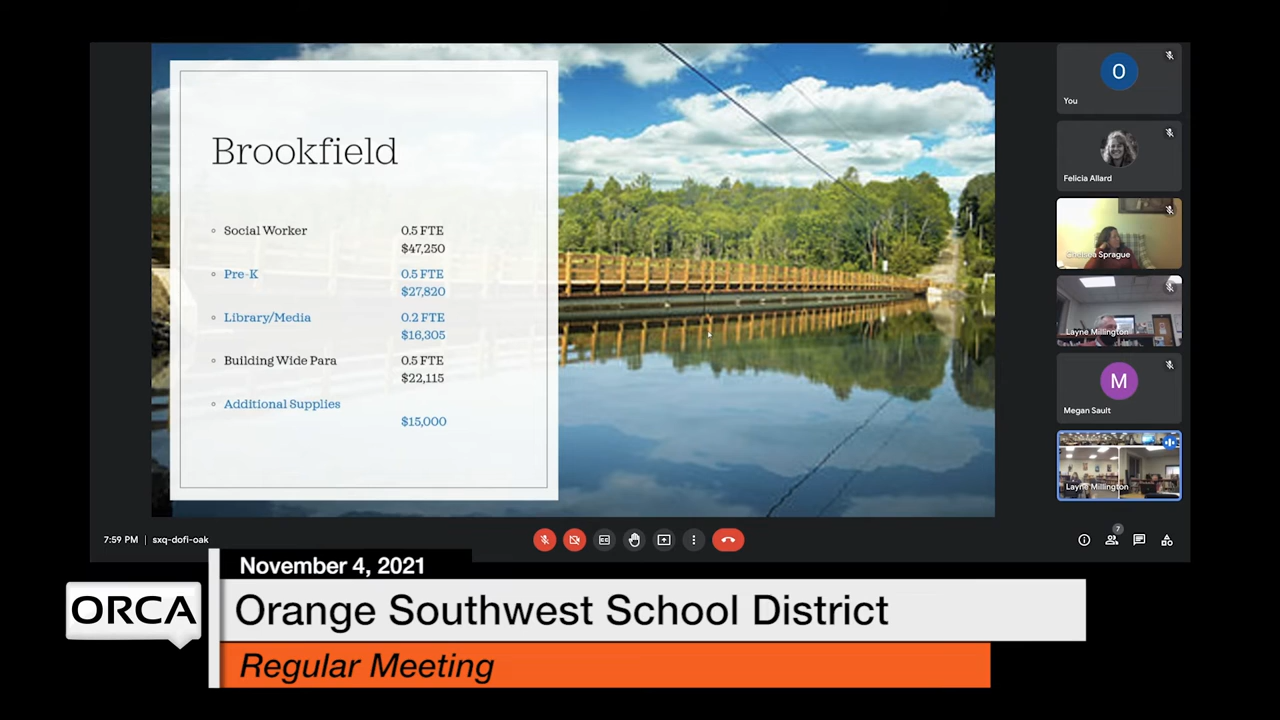 Brookfield
Social Worker 0.5 FTE
$47,250
Pre-K 0.5 FTE
$27,820
Library/Media 0.2 FTE
$16,305
Building Wide Para 0.5 FTE
$22,115
Additional Supplies
$15,000
O
You
Felicia Allard
Chelsea Sprague
Layne Millington
M
Megan Sault
Layne Millington
7:59 PM | sxq-dofi-oak
7
November 4, 2021
ORCA
Orange Southwest School District
Regular Meeting